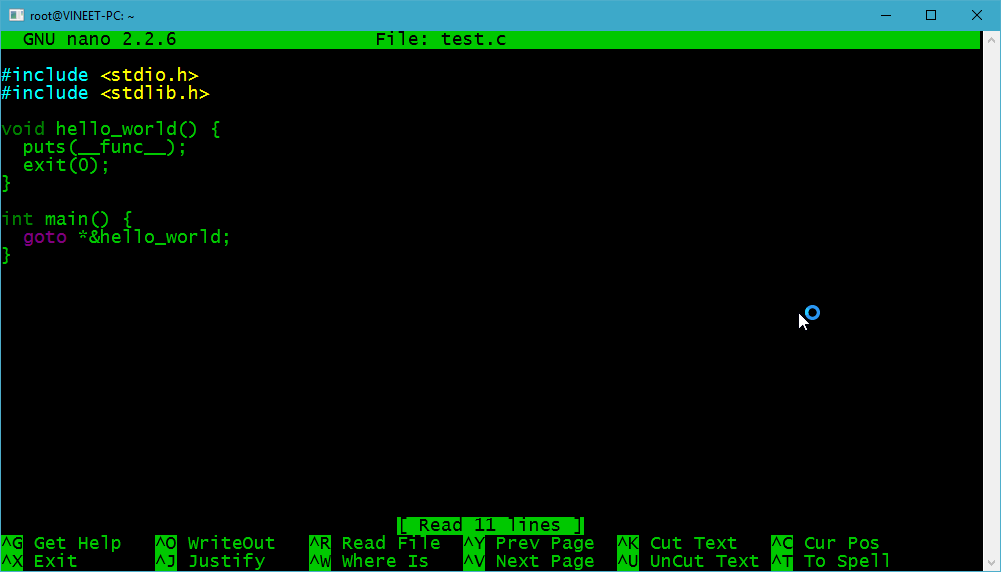 root@VINEET-PC: ~
GNU nano 2.2.6 File: test.c
#include <stdio.h>
#include <stdlib.h>
void hello_world() {
  puts(__func__);
  exit(0);
}
int main() {
  goto *&hello_world;
}
[ Read 11 lines ]
^G Get Help ^O WriteOut ^R Read File ^Y Prev Page ^K Cut Text ^C Cur Pos
^X Exit ^J Justify ^W Where Is ^V Next Page ^U UnCut Text ^T To Spell